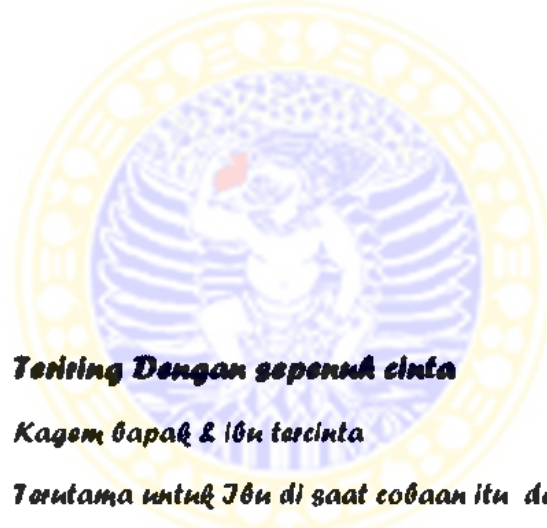 Teriring Dengan sepenuh cinta
Kagem bapak & ibu tercinta
Terutama untuk Ibu di saat cobaan itu